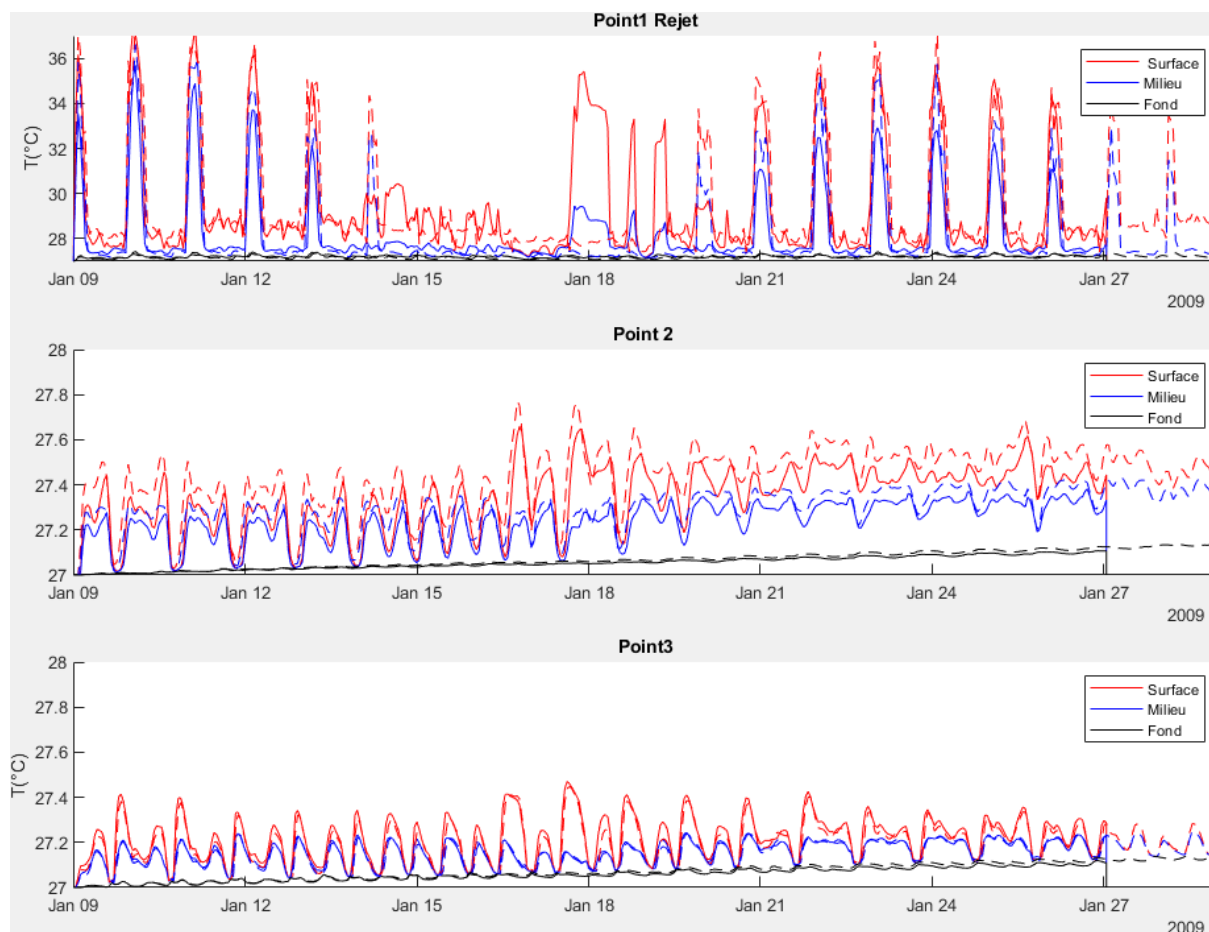 Point1 Rejet
T(°C)
36
34
32
30
28
Surface
Milieu
Fond
Jan 09 Jan 12 Jan 15 Jan 18 Jan 21 Jan 24 Jan 27
2009
Point 2
28
27.8
27.6
27.4
27.2
27
Surface
Milieu
Fond
Jan 09 Jan 12 Jan 15 Jan 18 Jan 21 Jan 24 Jan 27
2009
Point3
T(°C)
28
27.8
27.6
27.4
27.2
27
Surface
Milieu
Fond
Jan 09 Jan 12 Jan 15 Jan 18 Jan 21 Jan 24 Jan 27
2009